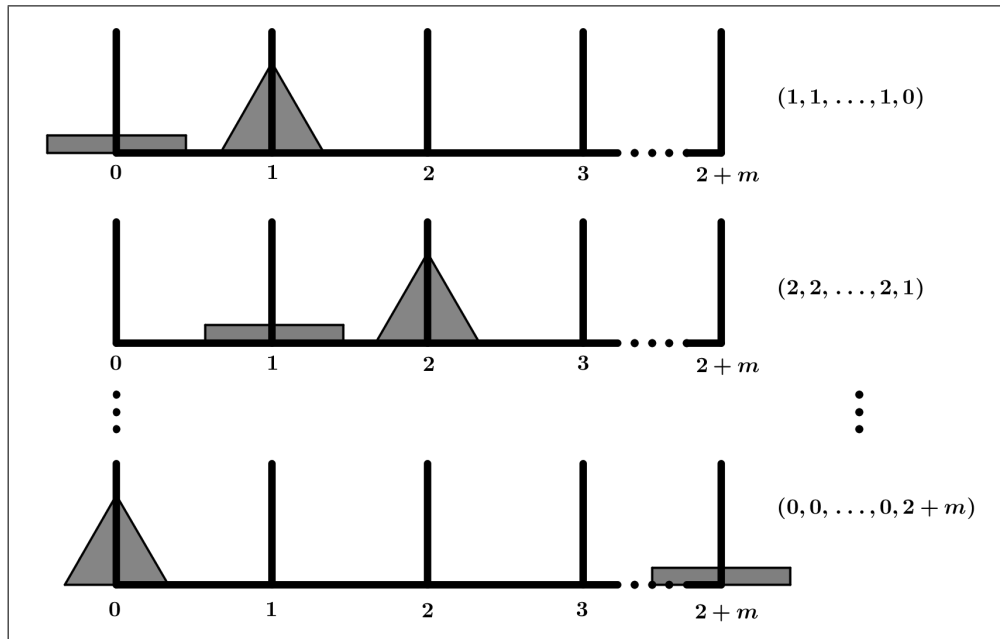 (1, 1, . . . , 1, 0)
0 1 2 3 2 + m
(2, 2, . . . , 2, 1)
0 1 2 3 2 + m
(0, 0, . . . , 0, 2 + m)
0 1 2 3 2 + m